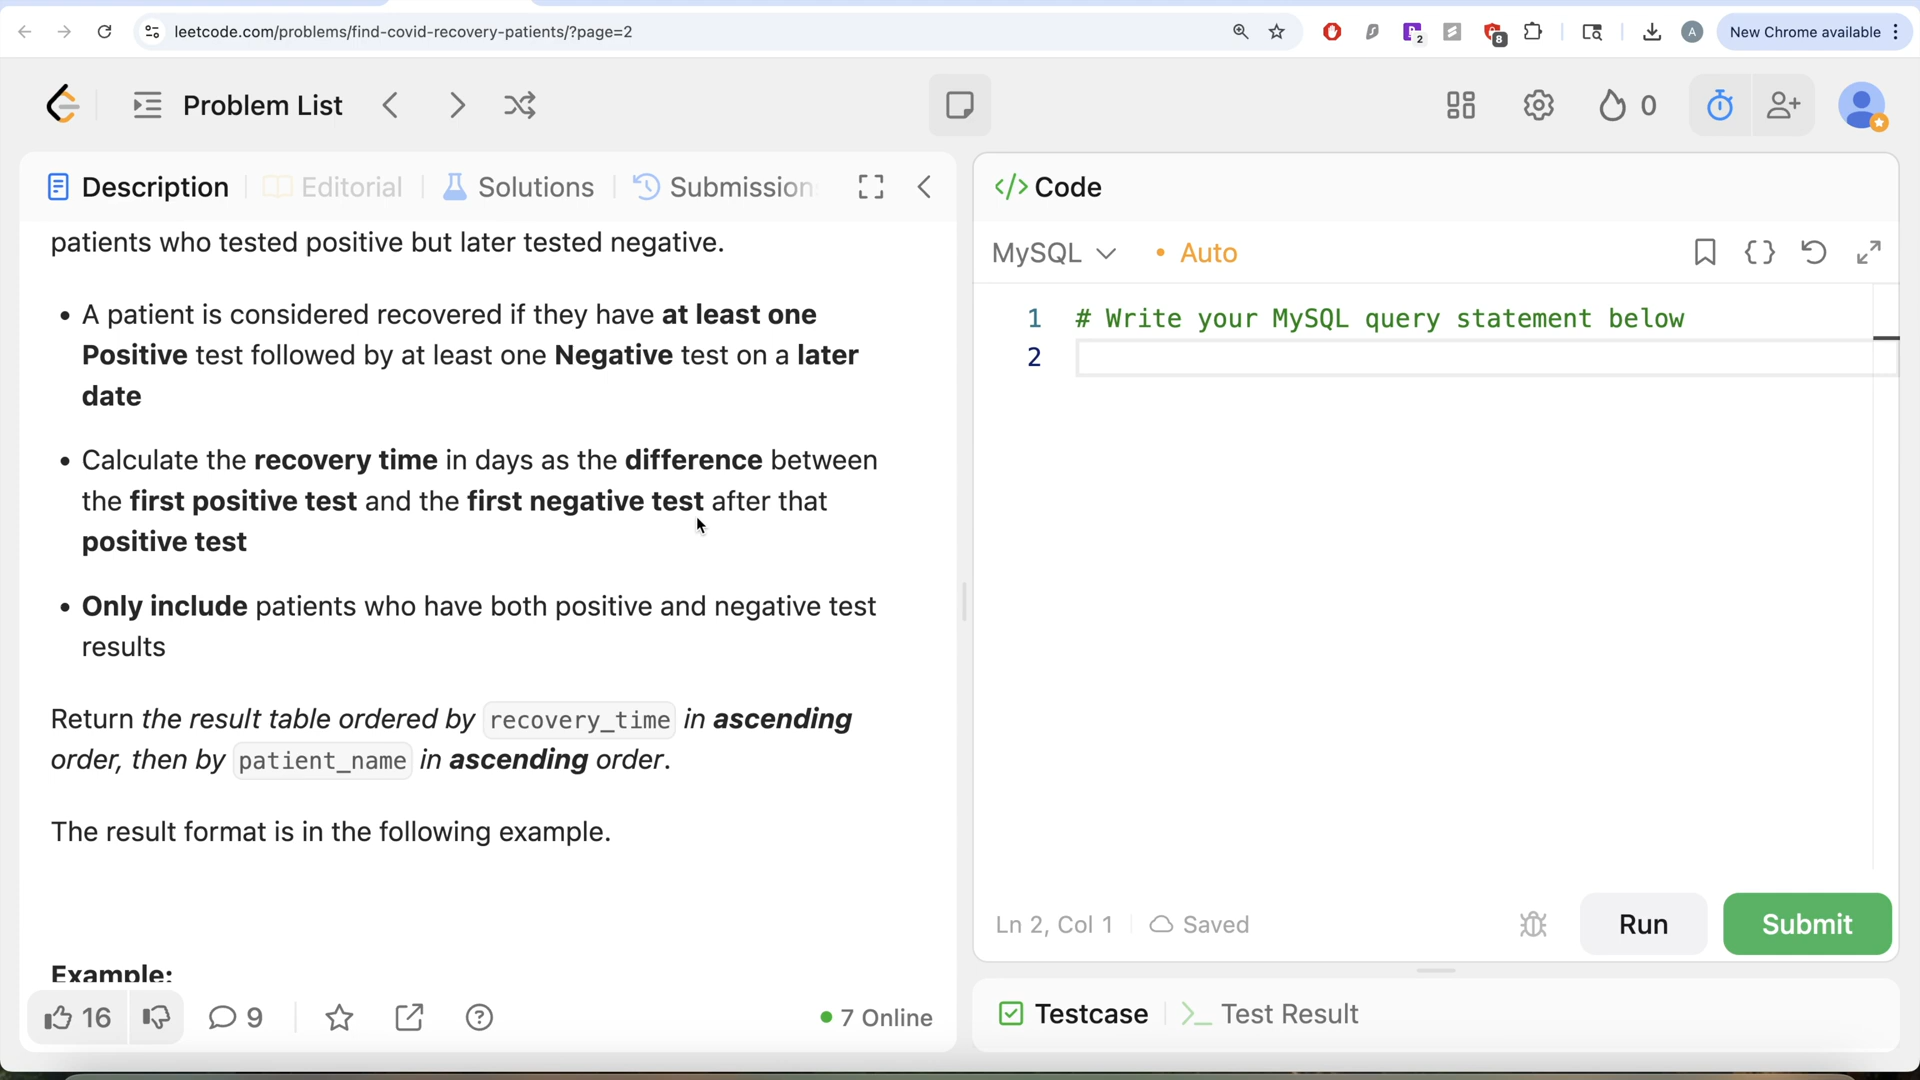 leetcode.com/problems/find-covid-recovery-patients/?page=2
2
8
A
New Chrome available
Problem List
0
Description
Editorial
Solutions
Submission
Code
patients who tested positive but later tested negative.
• A patient is considered recovered if they have at least one
Positive test followed by at least one Negative test on a later
date
• Calculate the recovery time in days as the difference between
the first positive test and the first negative test after that
positive test
• Only include patients who have both positive and negative test
results
Return the result table ordered by recovery_time in ascending
order, then by patient_name in ascending order.
The result format is in the following example.
Example:
16
9
7 Online
MySQL
• Auto
1 # Write your MySQL query statement below
2
Ln 2, Col 1
Saved
Run
Submit
Testcase
Test Result